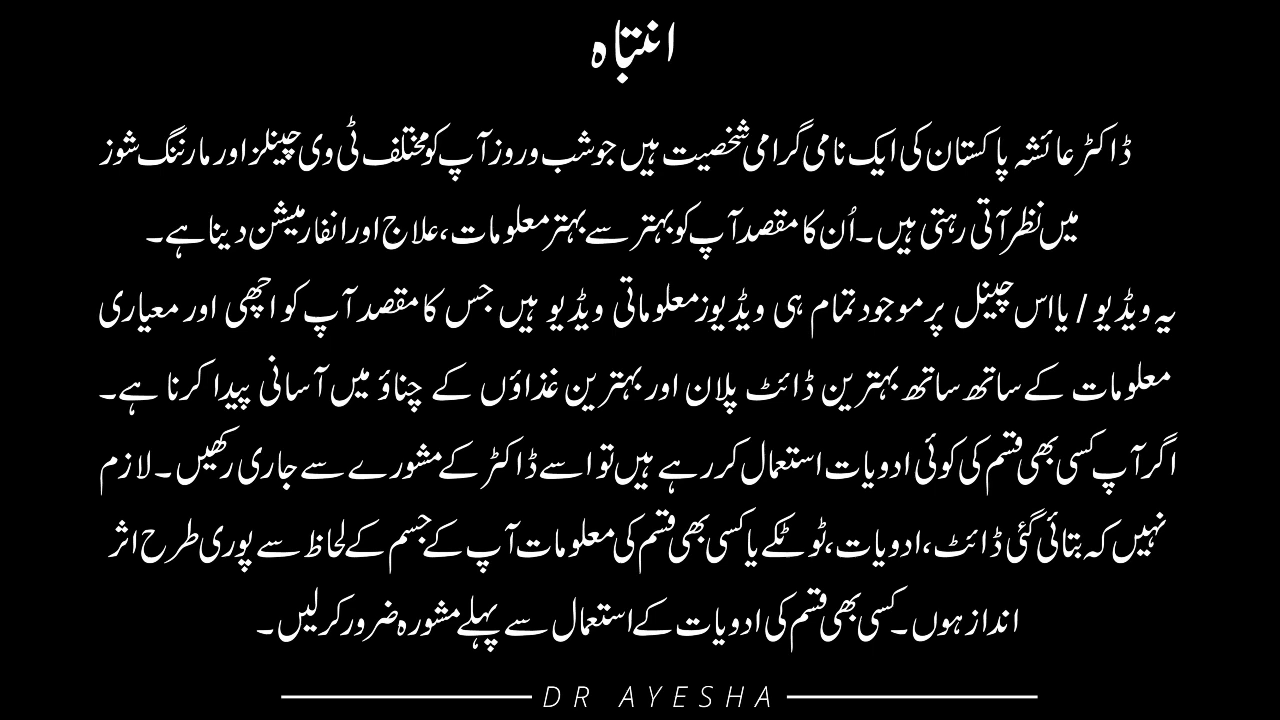 انتباہ
ڈاکٹر عائشہ پاکستان کی ایک نامی گرامی شخصیت ہیں جو شب و روز آپ کو مختلف ٹی وی چینلز اور مارننگ شوز
میں نظر آتی رہتی ہیں۔ اُن کا مقصد آپ کو بہتر سے بہتر معلومات، علاج اور انفارمیشن دینا ہے۔
یہ ویڈیو / یا اس چینل پر موجود تمام ہی ویڈیوز معلوماتی ویڈیو ہیں جس کا مقصد آپ کو اچھی اور معیاری
معلومات کے ساتھ ساتھ بہترین ڈائٹ پلان اور بہترین غذاؤں کے چناؤ میں آسانی پیدا کرنا ہے۔
اگر آپ کسی بھی قسم کی کوئی ادویات استعمال کر رہے ہیں تو اسے ڈاکٹر کے مشورے سے جاری رکھیں۔ لازم
نہیں کہ بتائی گئی ڈائٹ، ادویات، ٹوٹکے یا کسی بھی قسم کی معلومات آپ کے جسم کے لحاظ سے پوری طرح اثر
انداز ہوں۔ کسی بھی قسم کی ادویات کے استعمال سے پہلے مشورہ ضرور کر لیں۔
DR AYESHA